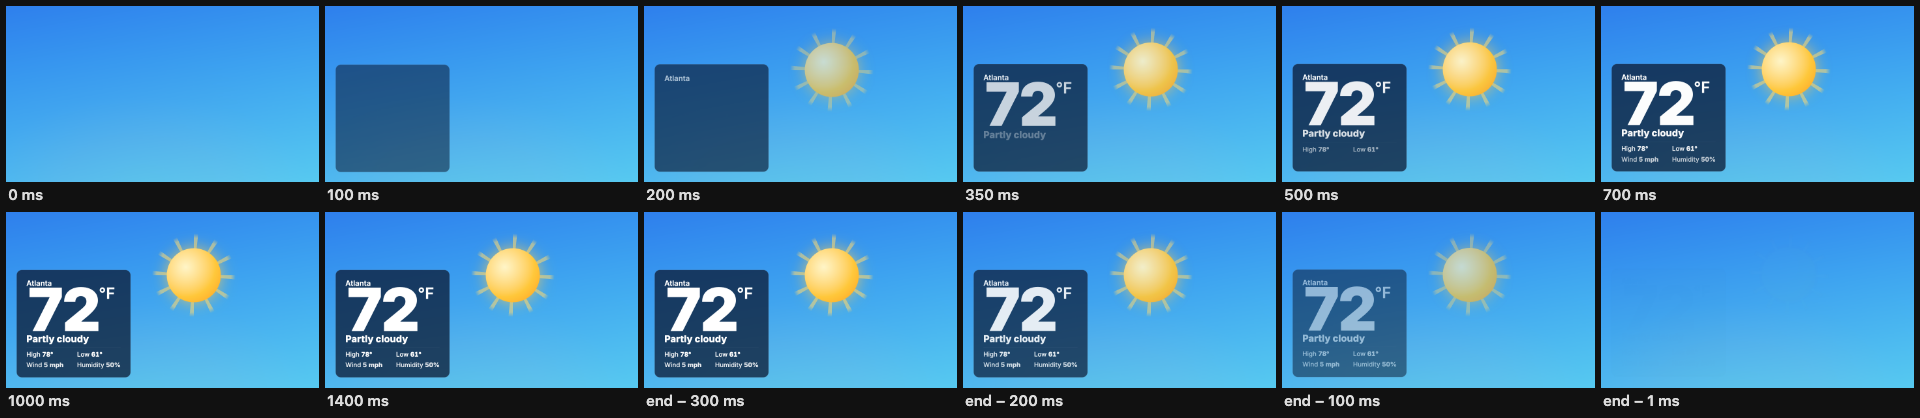 0 ms
100 ms
Atlanta
200 ms
Atlanta
72°F
Partly cloudy
350 ms
Atlanta
72°F
Partly cloudy
High 78° Low 61°
500 ms
Atlanta
72°F
Partly cloudy
High 78° Low 61°
Wind 5 mph Humidity 50%
700 ms
Atlanta
72°F
Partly cloudy
High 78° Low 61°
Wind 5 mph Humidity 50%
1000 ms
Atlanta
72°F
Partly cloudy
High 78° Low 61°
Wind 5 mph Humidity 50%
1400 ms
Atlanta
72°F
Partly cloudy
High 78° Low 61°
Wind 5 mph Humidity 50%
end – 300 ms
Atlanta
72°F
Partly cloudy
High 78° Low 61°
Wind 5 mph Humidity 50%
end – 200 ms
Atlanta
72°F
Partly cloudy
High 78° Low 61°
Wind 5 mph Humidity 50%
end – 100 ms
end – 1 ms